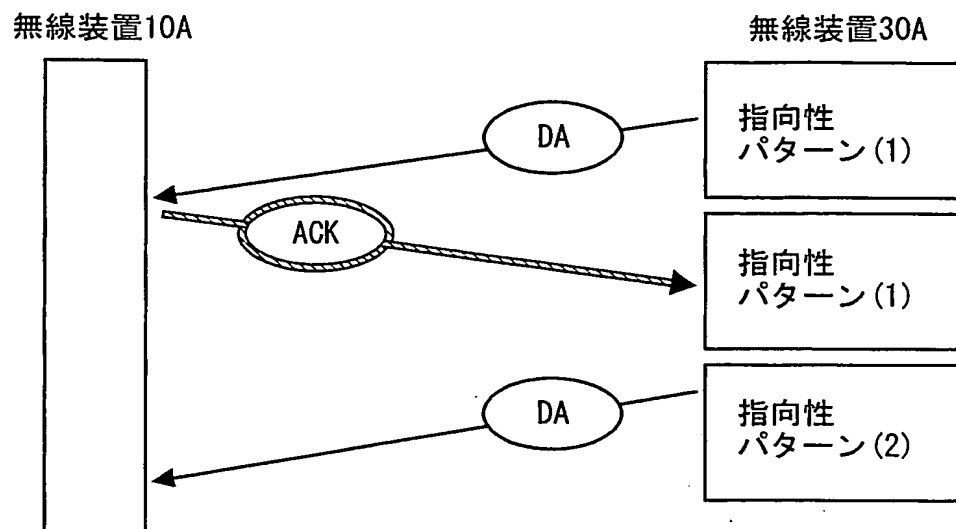 無線装置10A
無線装置30A
DA
指向性
パターン(1)
ACK
指向性
パターン(1)
DA
指向性
パターン(2)